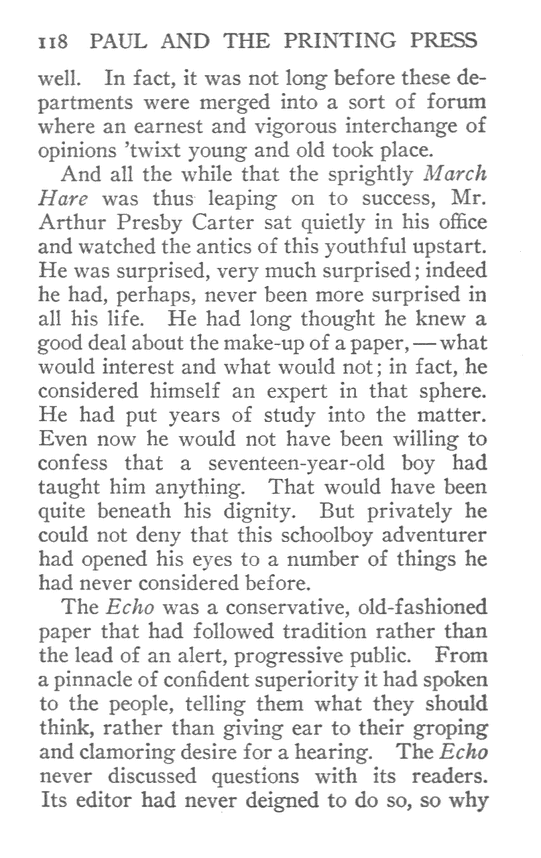 118 PAUL AND THE PRINTING PRESS
well. In fact, it was not long before these de-
partments were merged into a sort of forum
where an earnest and vigorous interchange of
opinions ’twixt young and old took place.
And all the while that the sprightly March
Hare was thus leaping on to success, Mr.
Arthur Presby Carter sat quietly in his office
and watched the antics of this youthful upstart.
He was surprised, very much surprised; indeed
he had, perhaps, never been more surprised in
all his life. He had long thought he knew a
good deal about the make-up of a paper, — what
would interest and what would not; in fact, he
considered himself an expert in that sphere.
He had put years of study into the matter.
Even now he would not have been willing to
confess that a seventeen-year-old boy had
taught him anything. That would have been
quite beneath his dignity. But privately he
could not deny that this schoolboy adventurer
had opened his eyes to a number of things he
had never considered before.
The Echo was a conservative, old-fashioned
paper that had followed tradition rather than
the lead of an alert, progressive public. From
a pinnacle of confident superiority it had spoken
to the people, telling them what they should
think, rather than giving ear to their groping
and clamoring desire for a hearing. The Echo
never discussed questions with its readers.
Its editor had never deigned to do so, so why